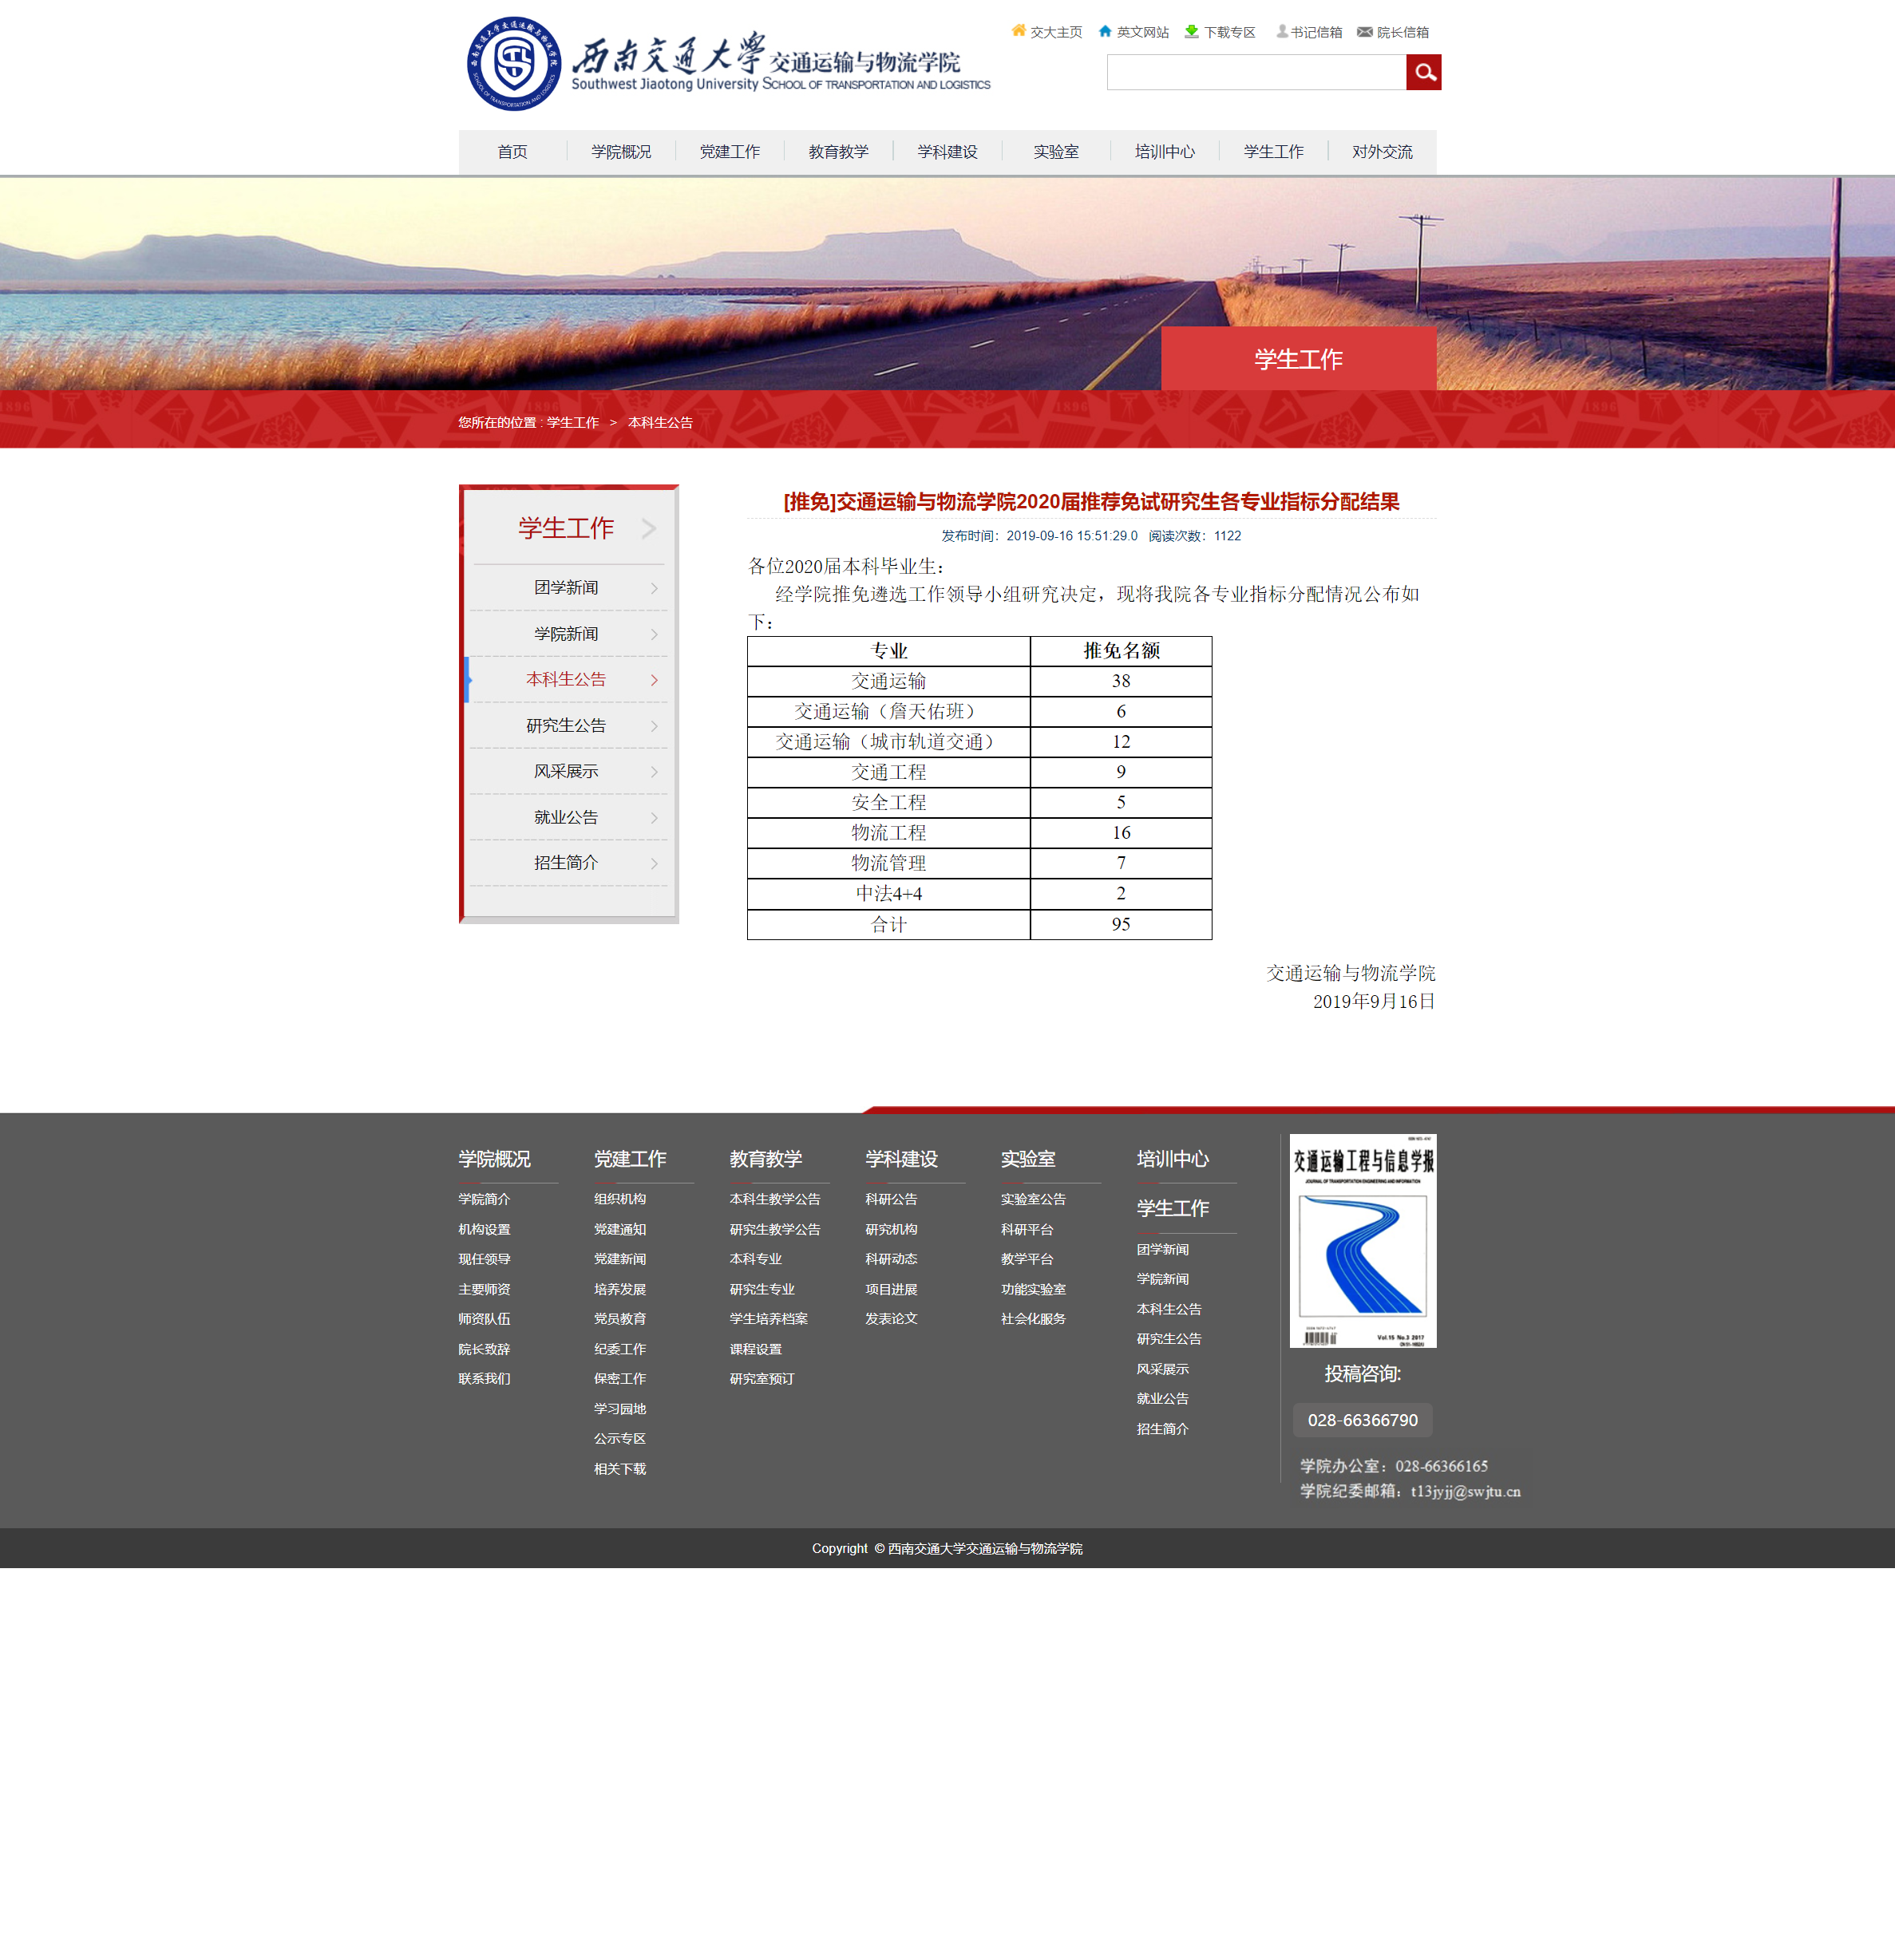 西南交通大学 交通运输与物流学院
Southwest Jiaotong University SCHOOL OF TRANSPORTATION AND LOGISTICS
交大主页 英文网站 下载专区 书记信箱 院长信箱
首页 学院概况 党建工作 教育教学 学科建设 实验室 培训中心 学生工作 对外交流
学生工作
您所在的位置 : 学生工作 > 本科生公告
学生工作
团学新闻
学院新闻
本科生公告
研究生公告
风采展示
就业公告
招生简介
[推免]交通运输与物流学院2020届推荐免试研究生各专业指标分配结果
发布时间：2019-09-16 15:51:29.0 阅读次数：1122
各位2020届本科毕业生：
经学院推免遴选工作领导小组研究决定，现将我院各专业指标分配情况公布如
下：
专业 推免名额
交通运输 38
交通运输（詹天佑班） 6
交通运输（城市轨道交通） 12
交通工程 9
安全工程 5
物流工程 16
物流管理 7
中法4+4 2
合计 95
交通运输与物流学院
2019年9月16日
学院概况
学院简介
机构设置
现任领导
主要师资
师资队伍
院长致辞
联系我们
党建工作
组织机构
党建通知
党建新闻
培养发展
党员教育
纪委工作
保密工作
学习园地
公示专区
相关下载
教育教学
本科生教学公告
研究生教学公告
本科专业
研究生专业
学生培养档案
课程设置
研究室预订
学科建设
科研公告
研究机构
科研动态
项目进展
发表论文
实验室
实验室公告
科研平台
教学平台
功能实验室
社会化服务
培训中心
学生工作
团学新闻
学院新闻
本科生公告
研究生公告
风采展示
就业公告
招生简介
交通运输工程与信息学报
JOURNAL OF TRANSPORTATION ENGINEERING AND INFORMATION
Vol.15 No.3 2017
投稿咨询:
028-66366790
学院办公室：028-66366165
学院纪委邮箱：t13jyjj@swjtu.cn
Copyright © 西南交通大学交通运输与物流学院